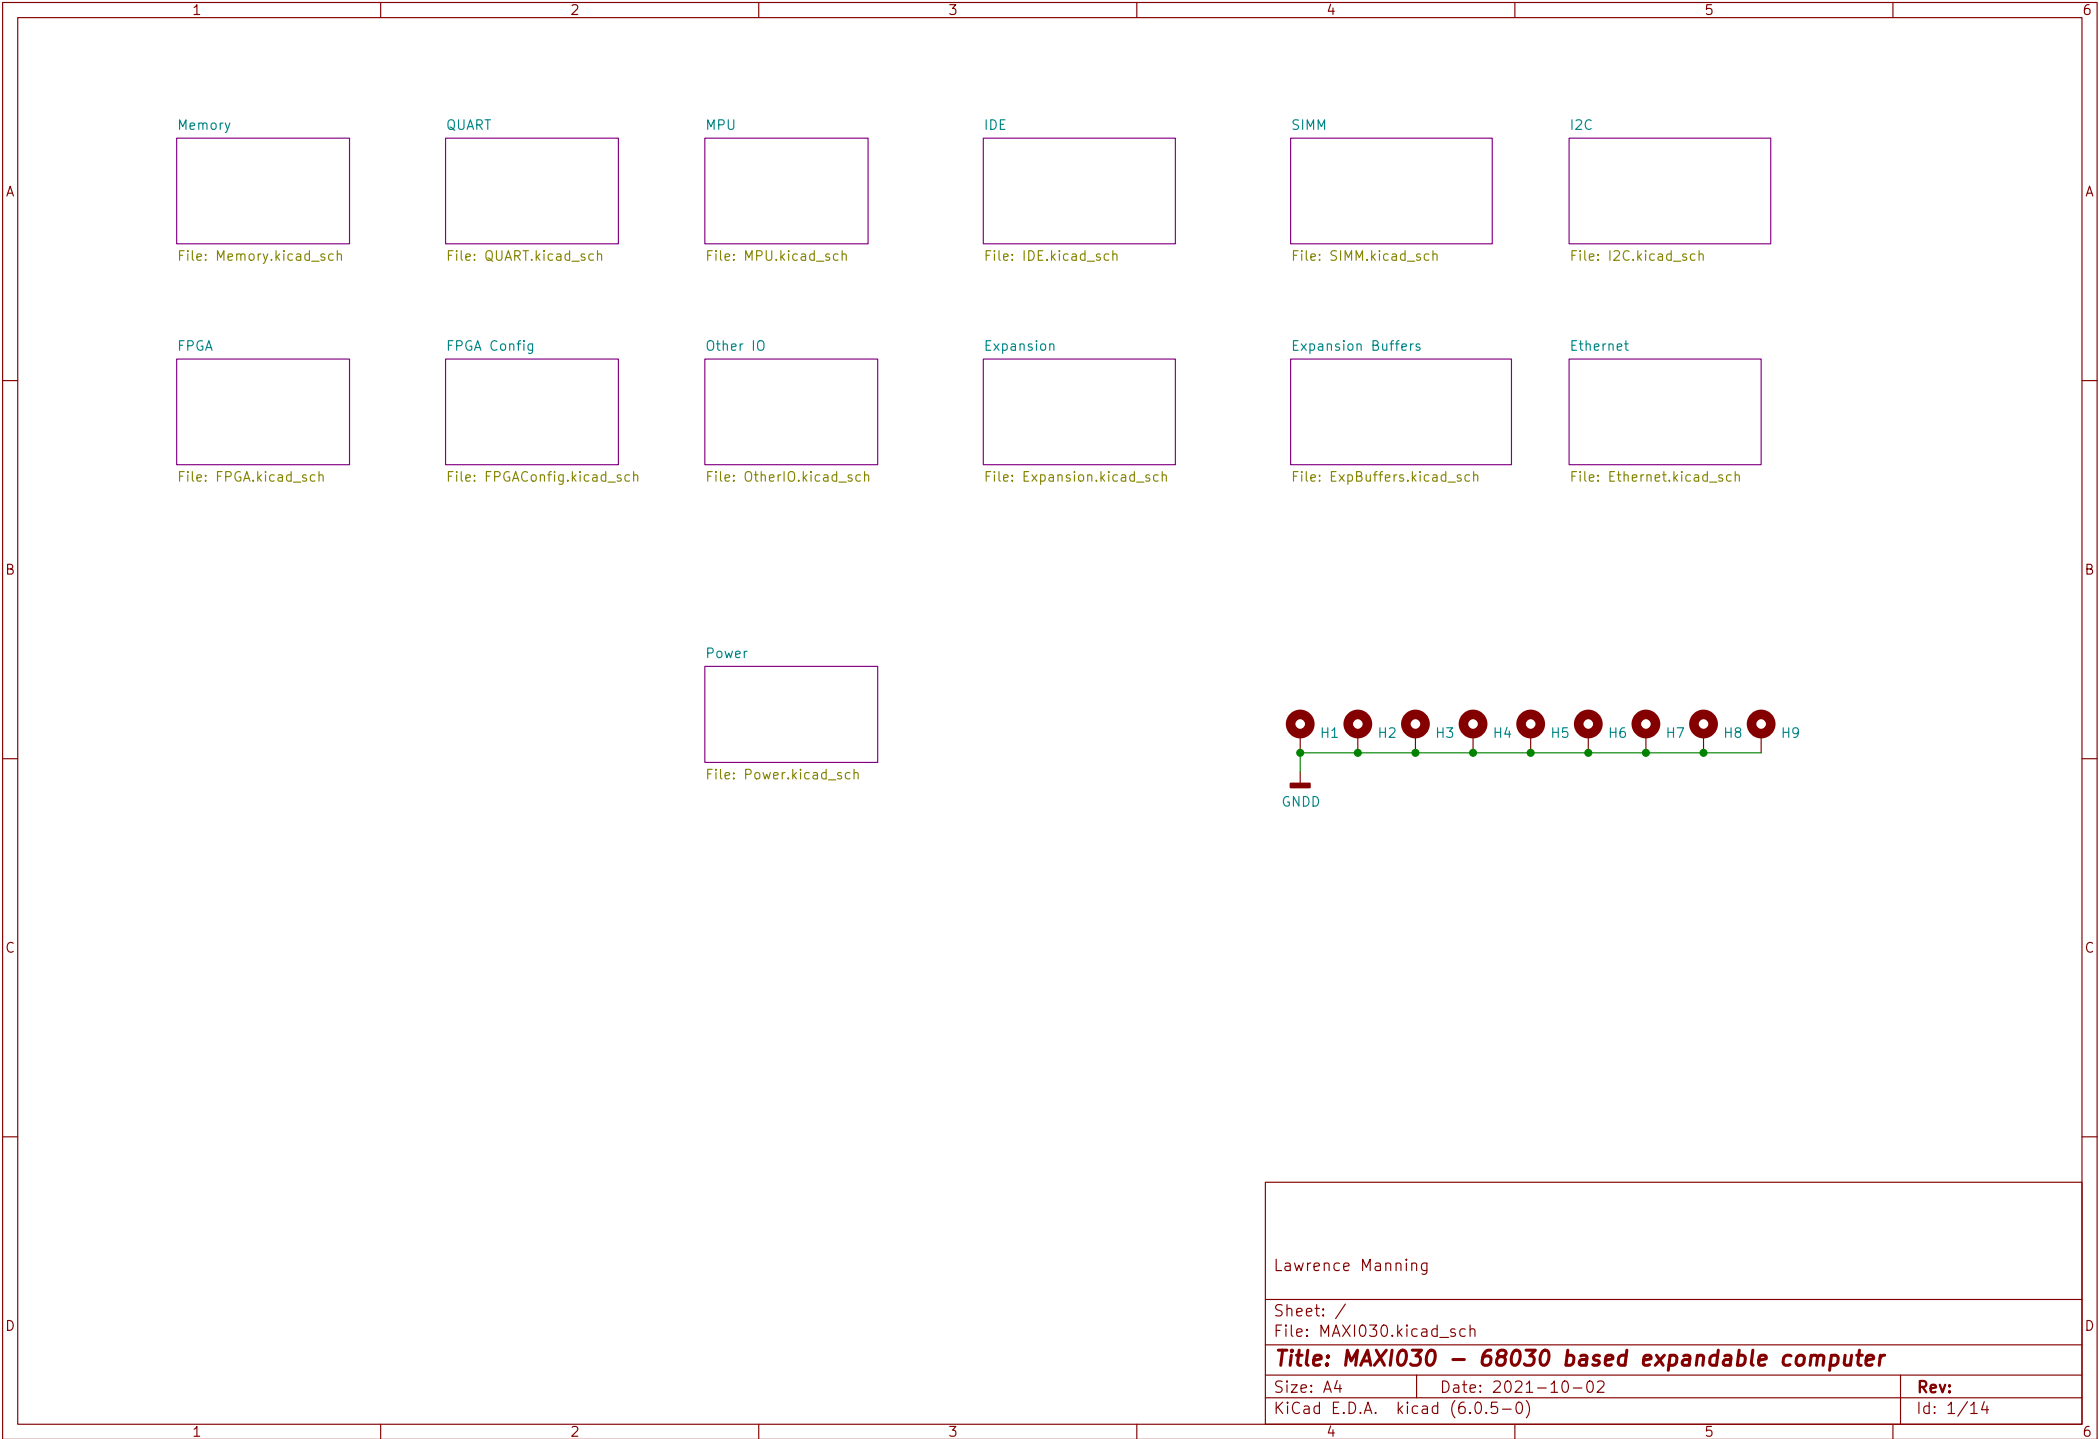 1 2 3 4 5 6
Memory QUART MPU IDE SIMM I2C
A A
File: Memory.kicad_sch File: QUART.kicad_sch File: MPU.kicad_sch File: IDE.kicad_sch File: SIMM.kicad_sch File: I2C.kicad_sch
FPGA FPGA Config Other IO Expansion Expansion Buffers Ethernet
File: FPGA.kicad_sch File: FPGAConfig.kicad_sch File: OtherIO.kicad_sch File: Expansion.kicad_sch File: ExpBuffers.kicad_sch File: Ethernet.kicad_sch
B B
Power
H1 H2 H3 H4 H5 H6 H7 H8 H9
File: Power.kicad_sch
GNDD
C C
Lawrence Manning
Sheet: /
D D
File: MAXI030.kicad_sch
Title: MAXI030 - 68030 based expandable computer
Size: A4 Date: 2021-10-02 Rev:
KiCad E.D.A. kicad (6.0.5-0) Id: 1/14
1 2 3 4 5 6